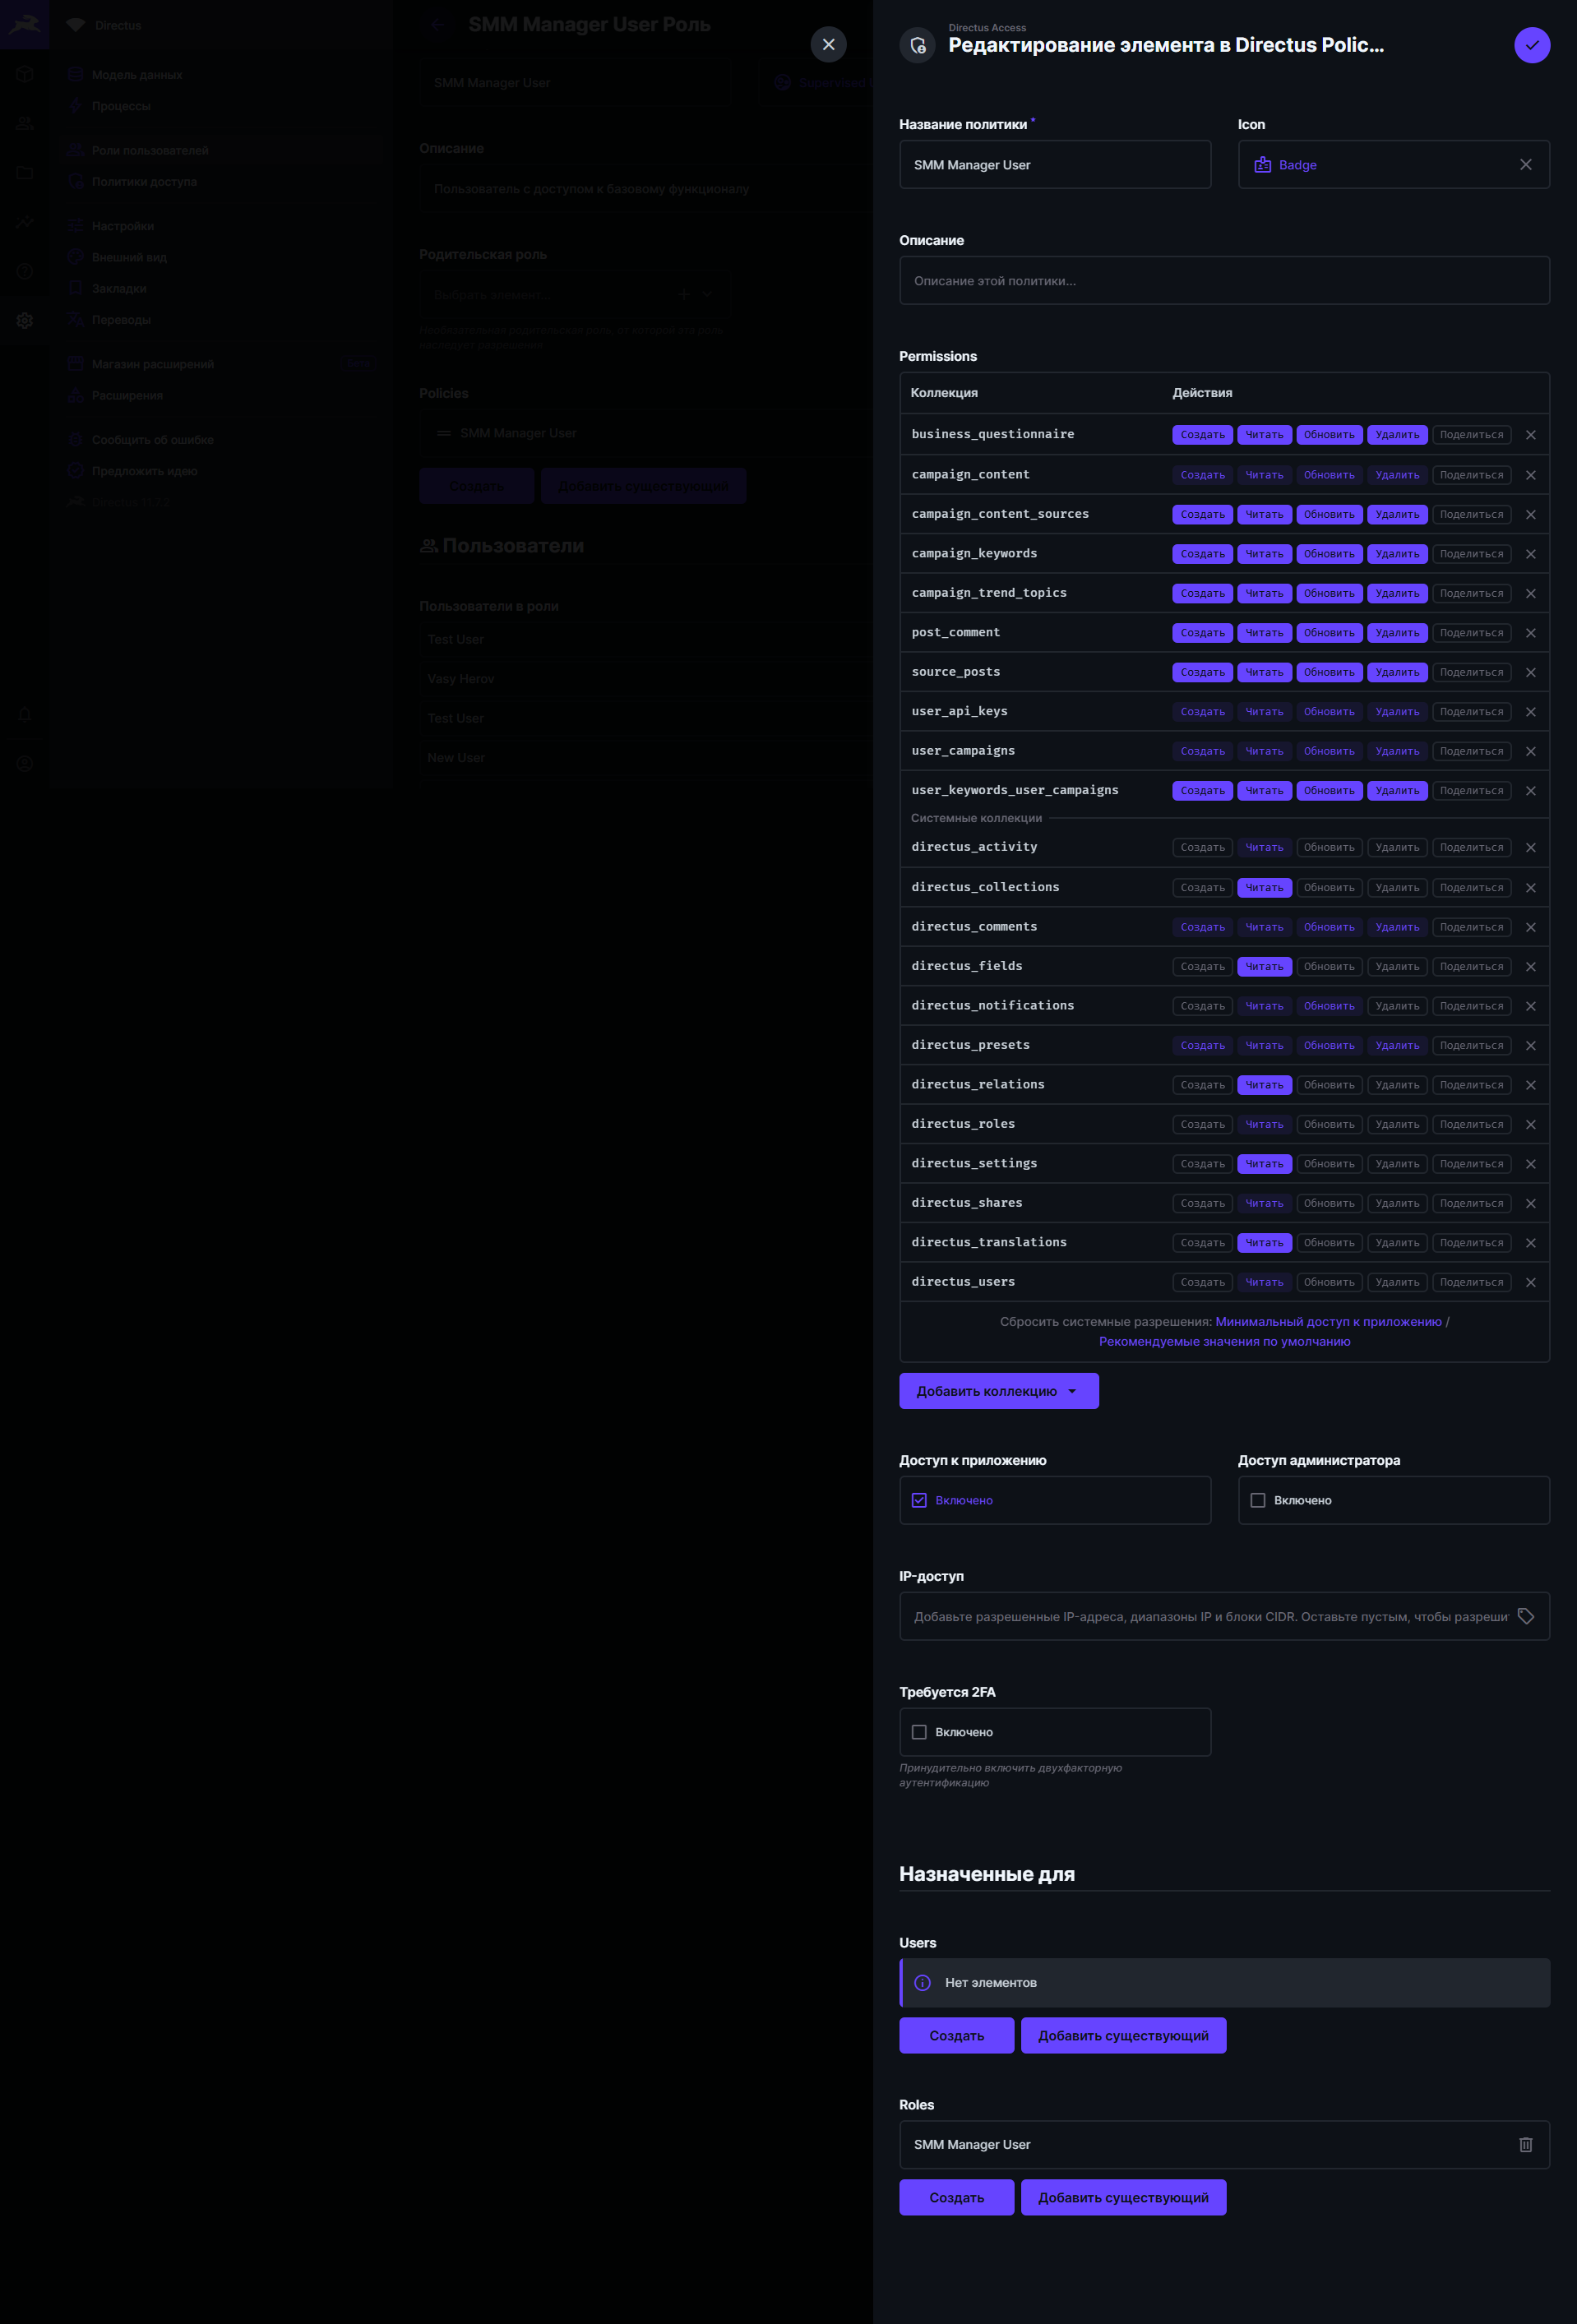 Directus
Модель данных
Процессы
Роли пользователей
Политики доступа
Настройки
Внешний вид
Закладки
Переводы
Магазин расширений
Beta
Расширения
Сообщить об ошибке
Предложить идею
SMM Manager User Роль
SMM Manager User
Supervised
Описание
Пользователь с доступом к базовому функционалу
Родительская роль
Выбрать элемент...
Необязательная родительская роль, от которой эта роль
наследует разрешения
Policies
SMM Manager User
Создать
Добавить существующий
Пользователи
Пользователи в роли
Test User
Vasy Herov
Test User
New User
Directus Access
Редактирование элемента в Directus Polic...
Название политики *
Icon
SMM Manager User
Badge
Описание
Описание этой политики...
Permissions
Коллекция Действия
business_questionnaire Создать Читать Обновить Удалить Поделиться
campaign_content Создать Читать Обновить Удалить Поделиться
campaign_content_sources Создать Читать Обновить Удалить Поделиться
campaign_keywords Создать Читать Обновить Удалить Поделиться
campaign_trend_topics Создать Читать Обновить Удалить Поделиться
post_comment Создать Читать Обновить Удалить Поделиться
source_posts Создать Читать Обновить Удалить Поделиться
user_api_keys Создать Читать Обновить Удалить Поделиться
user_campaigns Создать Читать Обновить Удалить Поделиться
user_keywords_user_campaigns Создать Читать Обновить Удалить Поделиться
Системные коллекции
directus_activity Создать Читать Обновить Удалить Поделиться
directus_collections Создать Читать Обновить Удалить Поделиться
directus_comments Создать Читать Обновить Удалить Поделиться
directus_fields Создать Читать Обновить Удалить Поделиться
directus_notifications Создать Читать Обновить Удалить Поделиться
directus_presets Создать Читать Обновить Удалить Поделиться
directus_relations Создать Читать Обновить Удалить Поделиться
directus_roles Создать Читать Обновить Удалить Поделиться
directus_settings Создать Читать Обновить Удалить Поделиться
directus_shares Создать Читать Обновить Удалить Поделиться
directus_translations Создать Читать Обновить Удалить Поделиться
directus_users Создать Читать Обновить Удалить Поделиться
Сбросить системные разрешения: Минимальный доступ к приложению /
Рекомендуемые значения по умолчанию
Добавить коллекцию
Доступ к приложению
Доступ администратора
Включено
Включено
IP-доступ
Добавьте разрешенные IP-адреса, диапазоны IP и блоки CIDR. Оставьте пустым, чтобы разреши
Требуется 2FA
Включено
Принудительно включить двухфакторную
аутентификацию
Назначенные для
Users
Нет элементов
Создать
Добавить существующий
Roles
SMM Manager User
Создать
Добавить существующий